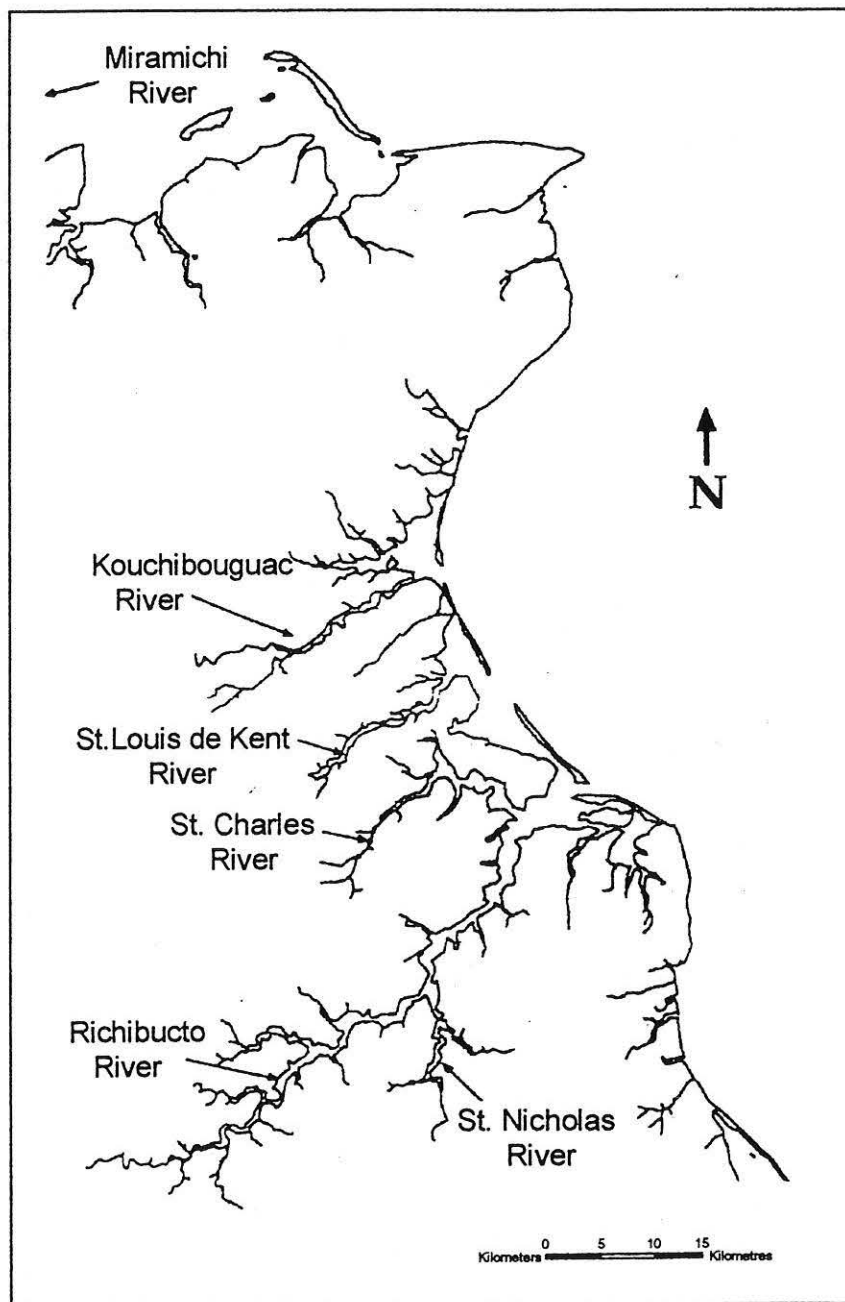 Miramichi
River
N
Kouchibouguac
River
St.Louis de Kent
River
St. Charles
River
Richibucto
River
St. Nicholas
River
0 5 10 15
Kilometers Kilometres